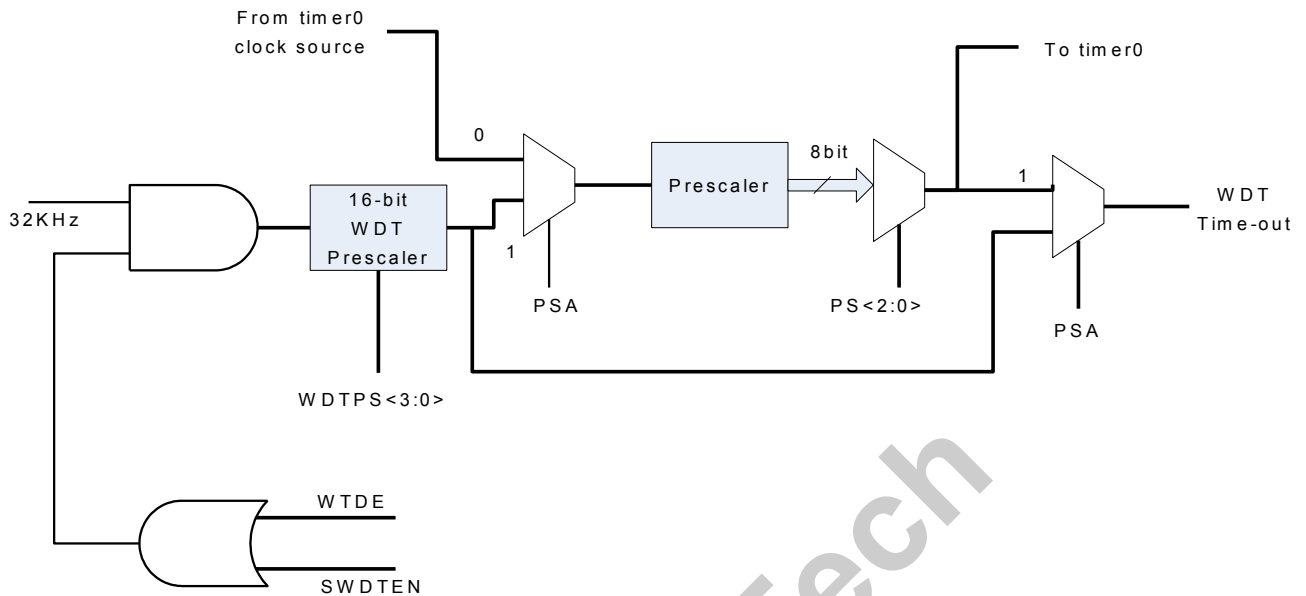 From timer0
clock source
To timer0
0
8bit
1
Prescaler
WDT
Time-out
32KHz
16-bit
WDT
Prescaler
1
PSA
PS<2:0>
PSA
WDTPS<3:0>
WTDE
SWDTEN
Tech